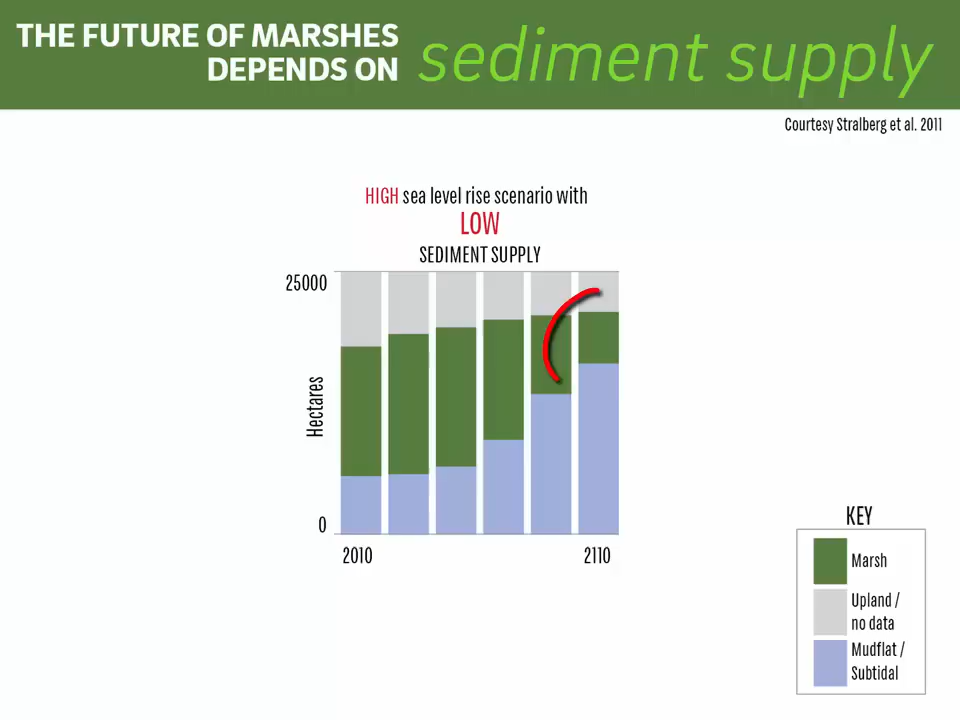 THE FUTURE OF MARSHES
DEPENDS ON
sediment supply
Courtesy Stralberg et al. 2011
HIGH sea level rise scenario with
LOW
SEDIMENT SUPPLY
25000
Hectares
0
2010
2110
KEY
Marsh
Upland /
no data
Mudflat /
Subtidal